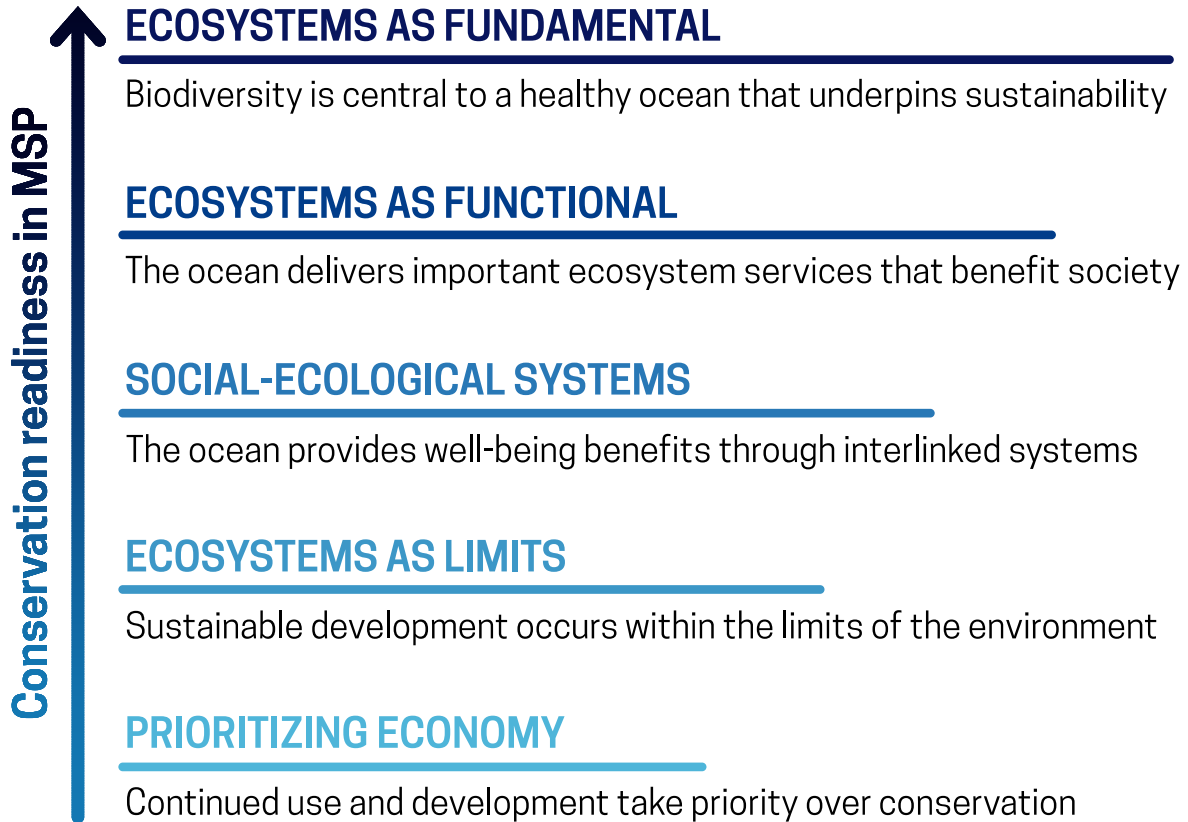 Conservation readiness in MSP
ECOSYSTEMS AS FUNDAMENTAL
Biodiversity is central to a healthy ocean that underpins sustainability
ECOSYSTEMS AS FUNCTIONAL
The ocean delivers important ecosystem services that benefit society
SOCIAL-ECOLOGICAL SYSTEMS
The ocean provides well-being benefits through interlinked systems
ECOSYSTEMS AS LIMITS
Sustainable development occurs within the limits of the environment
PRIORITIZING ECONOMY
Continued use and development take priority over conservation